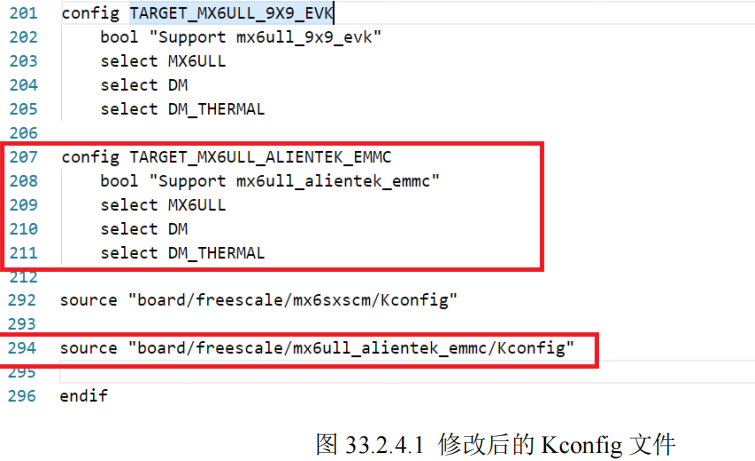 201 config TARGET_MX6ULL_9X9_EVK
202 bool "Support mx6ull_9x9_evk"
203 select MX6ULL
204 select DM
205 select DM_THERMAL
206
207 config TARGET_MX6ULL_ALIENTEK_EMMC
208 bool "Support mx6ull_alientek_emmc"
209 select MX6ULL
210 select DM
211 select DM_THERMAL
212
292 source "board/freescale/mx6sxscm/Kconfig"
293
294 source "board/freescale/mx6ull_alientek_emmc/Kconfig"
295
296 endif
图 33.2.4.1 修改后的 Kconfig 文件